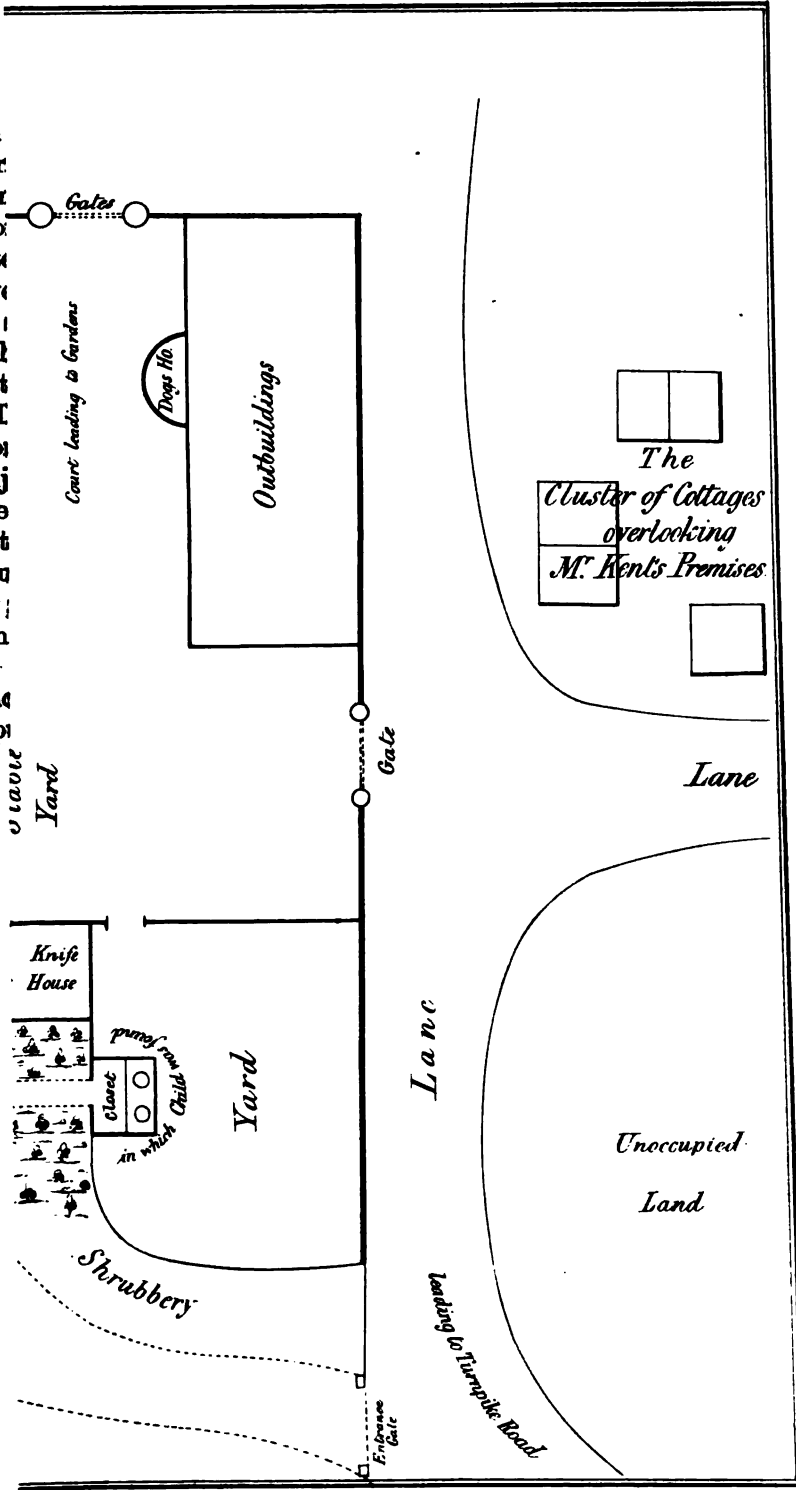 Gates
Court leading to Gardens
Dogs Ho.
Outbuildings
The
Cluster of Cottages
overlooking
Mr. Kent's Premises
Yard
Gate
Lane
Knife
House
Closet
in which Child was found
Yard
Lane
Unoccupied
Land
Shrubbery
leading to Turnpike Road
Entrance
Gate